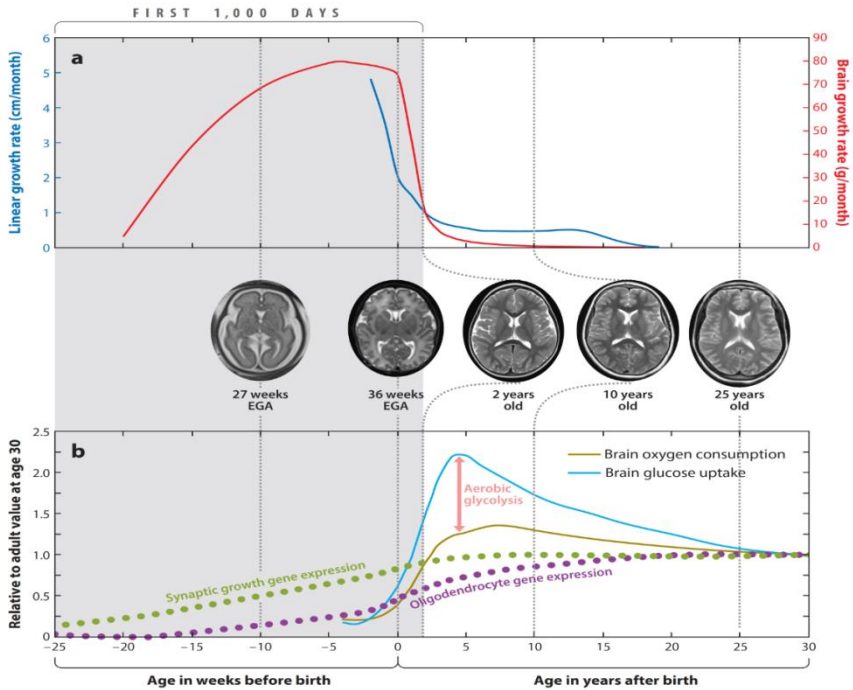 FIRST 1,000 DAYS
a
Linear growth rate (cm/month)
6
5
4
3
2
1
0
Brain growth rate (g/month)
90
80
70
60
50
40
30
20
10
0
27 weeks
EGA
36 weeks
EGA
2 years
old
10 years
old
25 years
old
b
Relative to adult value at age 30
2.5
2.0
1.5
1.0
0.5
0
Brain oxygen consumption
Brain glucose uptake
Aerobic
glycolysis
Synaptic growth gene expression
Oligodendrocyte gene expression
−25 −20 −15 −10 −5 0 5 10 15 20 25 30
Age in weeks before birth
Age in years after birth